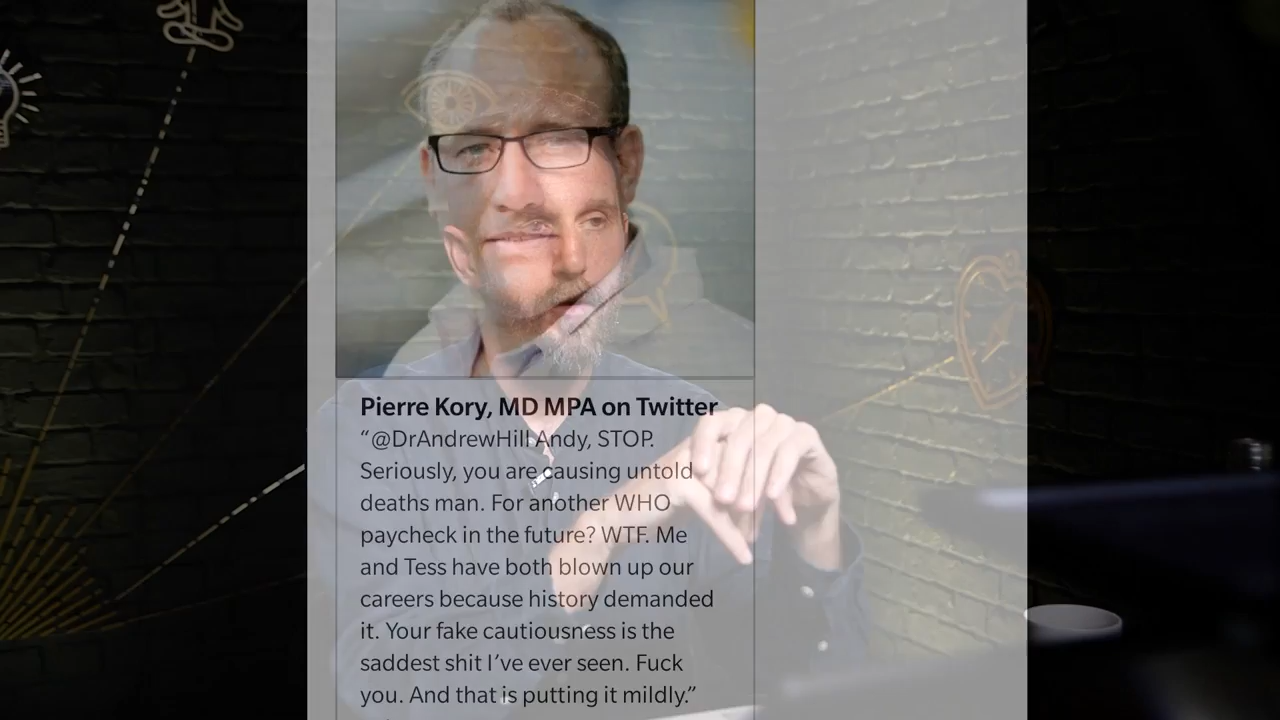 Pierre Kory, MD MPA on Twitter
“@DrAndrewHill Andy, STOP.
Seriously, you are causing untold
deaths man. For another WHO
paycheck in the future? WTF. Me
and Tess have both blown up our
careers because history demanded
it. Your fake cautiousness is the
saddest shit I’ve ever seen. Fuck
you. And that is putting it mildly.”